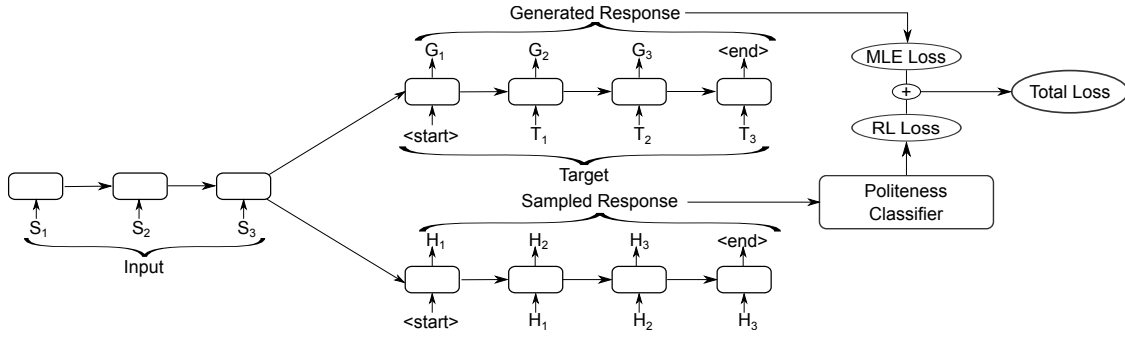 Generated Response
G₁ G₂ G₃ <end>
MLE Loss
+
Total Loss
<start> T₁ T₂ T₃
RL Loss
Target
Politeness
Classifier
Sampled Response
S₁ S₂ S₃
Input
H₁ H₂ H₃ <end>
<start> H₁ H₂ H₃